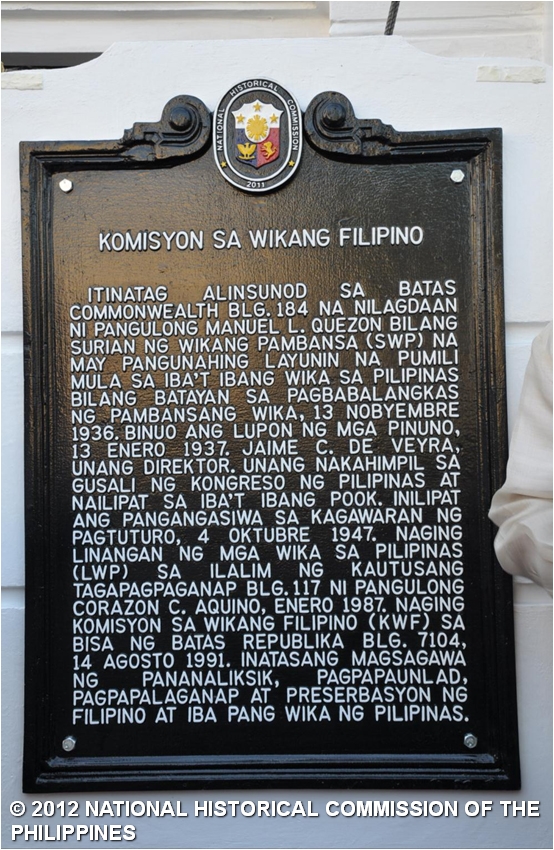 NATIONAL HISTORICAL COMMISSION
2011
KOMISYON SA WIKANG FILIPINO
ITINATAG ALINSUNOD SA BATAS
COMMONWEALTH BLG. 184 NA NILAGDAAN
NI PANGULONG MANUEL L. QUEZON BILANG
SURIAN NG WIKANG PAMBANSA (SWP) NA
MAY PANGUNAHING LAYUNIN NA PUMILI
MULA SA IBA'T IBANG WIKA SA PILIPINAS
BILANG BATAYAN SA PAGBABALANGKAS
NG PAMBANSANG WIKA, 13 NOBYEMBRE
1936. BINUO ANG LUPON NG MGA PINUNO,
13 ENERO 1937. JAIME C. DE VEYRA,
UNANG DIREKTOR. UNANG NAKAHIMPIL SA
GUSALI NG KONGRESO NG PILIPINAS AT
NAILIPAT SA IBA'T IBANG POOK. INILIPAT
ANG PANGANGASIWA SA KAGAWARAN NG
PAGTUTURO, 4 OKTUBRE 1947. NAGING
LINANGAN NG MGA WIKA SA PILIPINAS
(LWP) SA ILALIM NG KAUTUSANG
TAGAPAGPAGANAP BLG. 117 NI PANGULONG
CORAZON C. AQUINO, ENERO 1987. NAGING
KOMISYON SA WIKANG FILIPINO (KWF) SA
BISA NG BATAS REPUBLIKA BLG. 7104,
14 AGOSTO 1991. INATASANG MAGSAGAWA
NG PANANALIKSIK, PAGPAPAUNLAD,
PAGPAPALAGANAP AT PRESERBASYON NG
FILIPINO AT IBA PANG WIKA NG PILIPINAS.
© 2012 NATIONAL HISTORICAL COMMISSION OF THE
PHILIPPINES